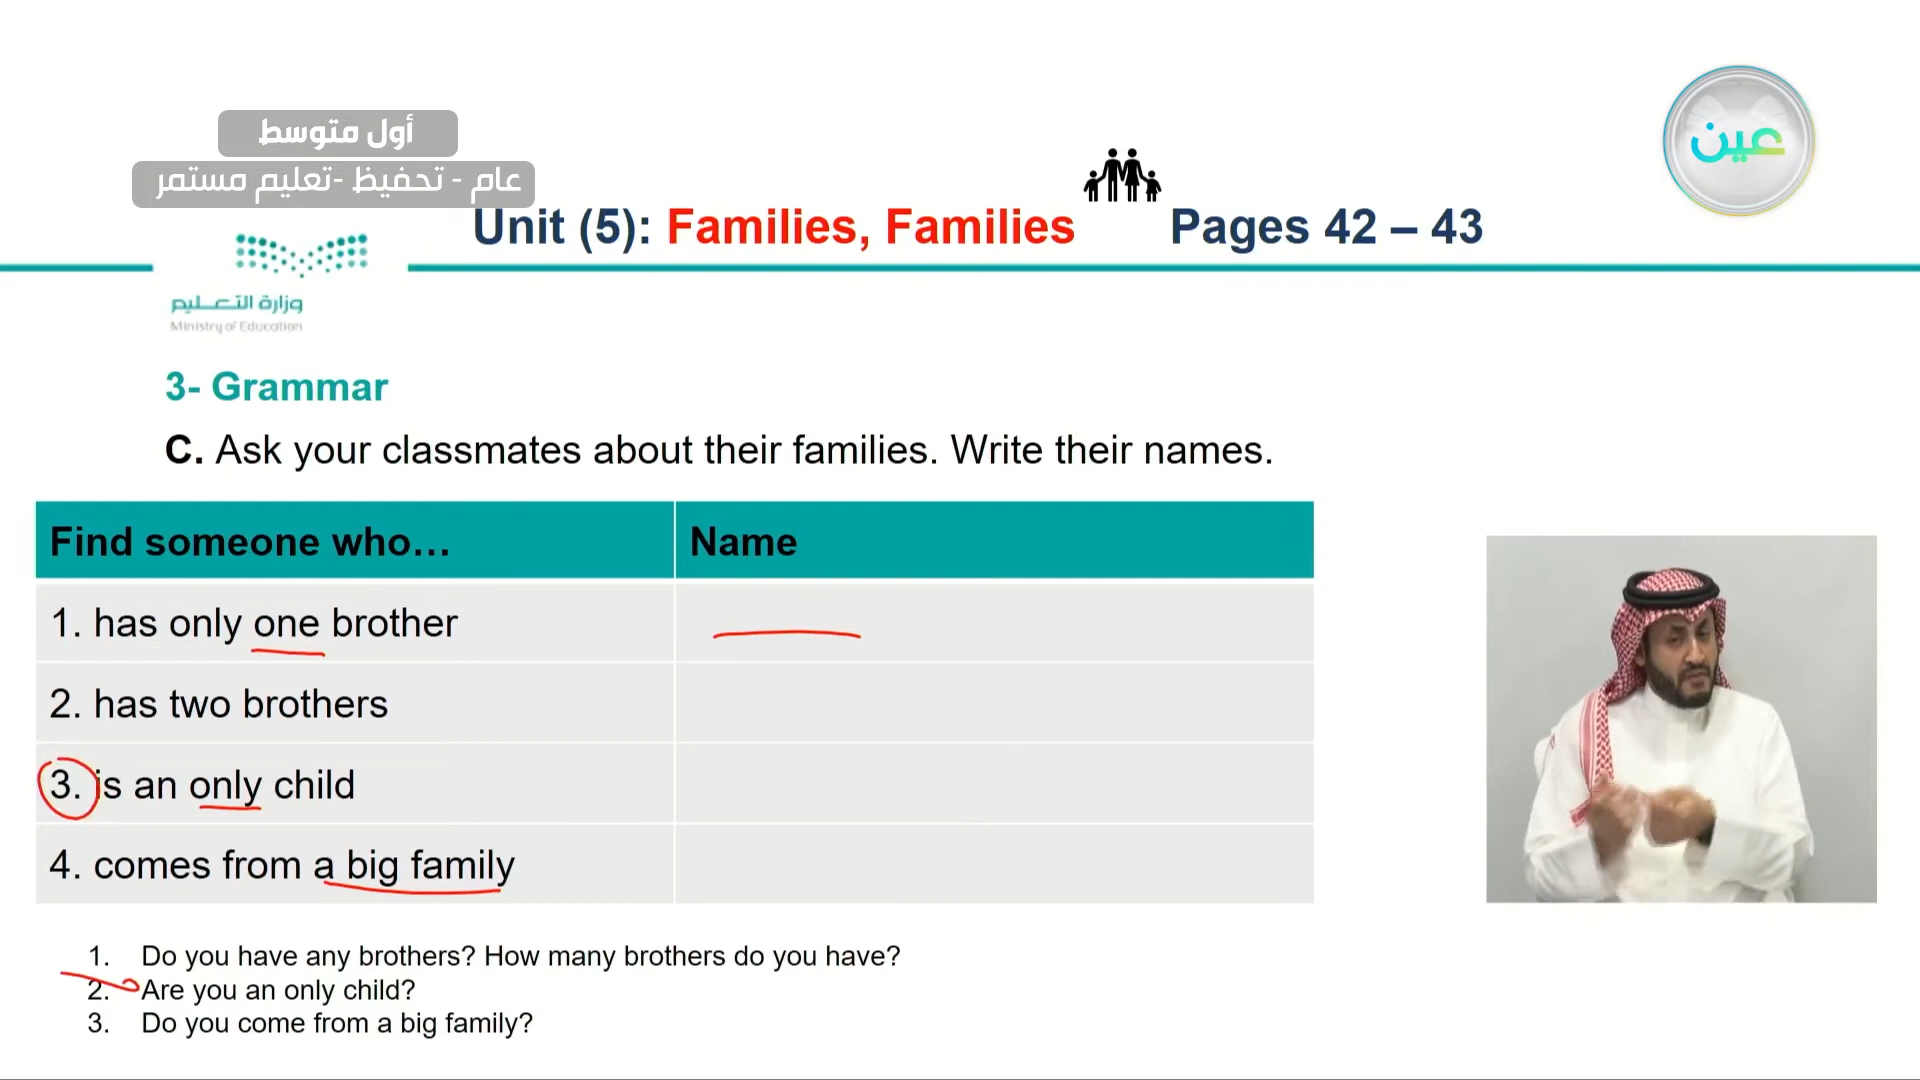 أول متوسط
عام - تحفيظ -تعليم مستمر
عين
Unit (5): Families, Families Pages 42 – 43
وزارة التعليم
Ministry of Education
3- Grammar
C. Ask your classmates about their families. Write their names.
Find someone who… Name
1. has only one brother
2. has two brothers
3. is an only child
4. comes from a big family
1. Do you have any brothers? How many brothers do you have?
2. Are you an only child?
3. Do you come from a big family?